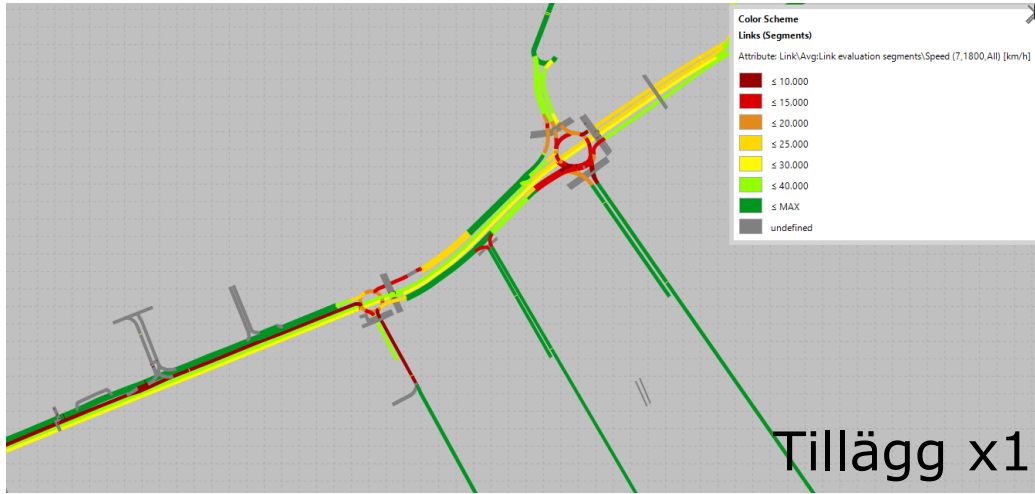 Color Scheme
Links (Segments)
Attribute: Link\Avg:Link evaluation segments\Speed (7,1800,All) [km/h]
≤ 10.000
≤ 15.000
≤ 20.000
≤ 25.000
≤ 30.000
≤ 40.000
≤ MAX
undefined
Tillägg x1